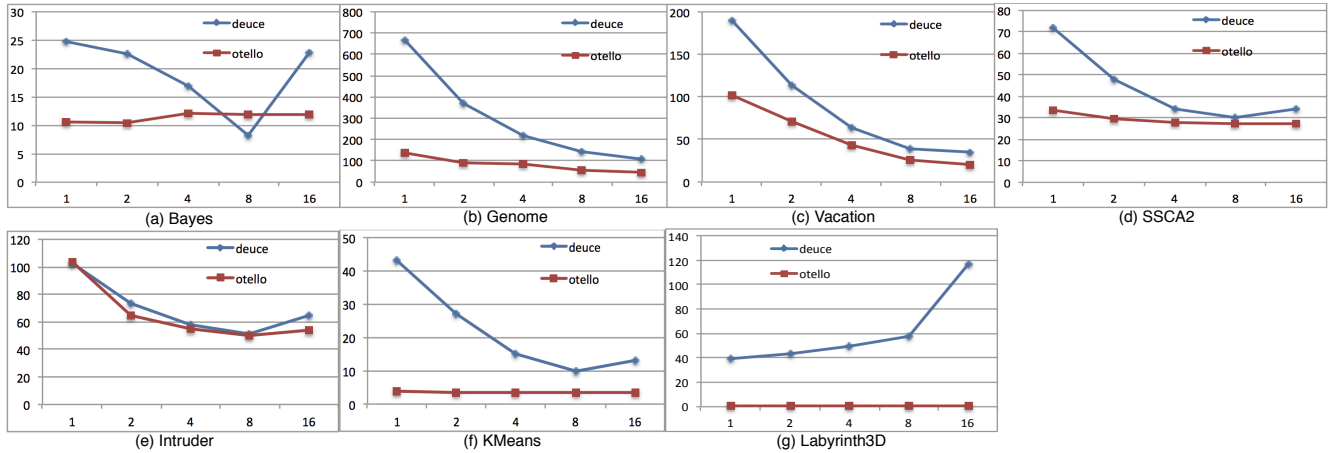 30
25
20
15
10
5
0
deuce
otello
1 2 4 8 16
(a) Bayes
800
700
600
500
400
300
200
100
0
deuce
otello
1 2 4 8 16
(b) Genome
200
150
100
50
0
deuce
otello
1 2 4 8 16
(c) Vacation
80
70
60
50
40
30
20
10
0
deuce
otello
1 2 4 8 16
(d) SSCA2
120
100
80
60
40
20
0
deuce
otello
1 2 4 8 16
(e) Intruder
50
40
30
20
10
0
deuce
otello
1 2 4 8 16
(f) KMeans
140
120
100
80
60
40
20
0
deuce
otello
1 2 4 8 16
(g) Labyrinth3D